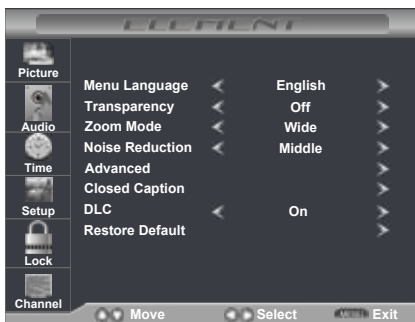 ELEMENT
Picture
Audio
Time
Setup
Lock
Channel
Menu Language English
Transparency Off
Zoom Mode Wide
Noise Reduction Middle
Advanced
Closed Caption
DLC On
Restore Default
Move Select MENU Exit